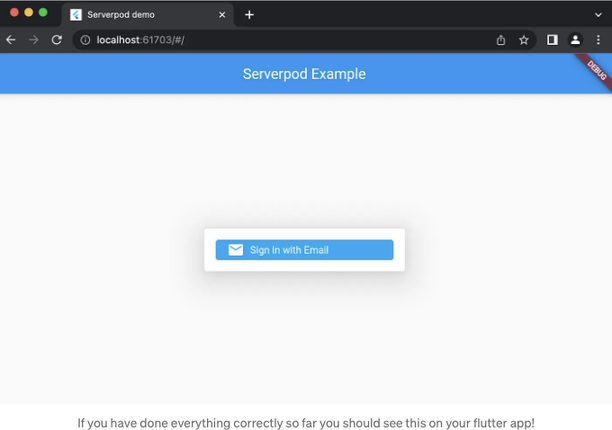 Serverpod demo
localhost:61703/#/
Serverpod Example
DEBUG
Sign in with Email
If you have done everything correctly so far you should see this on your flutter app!